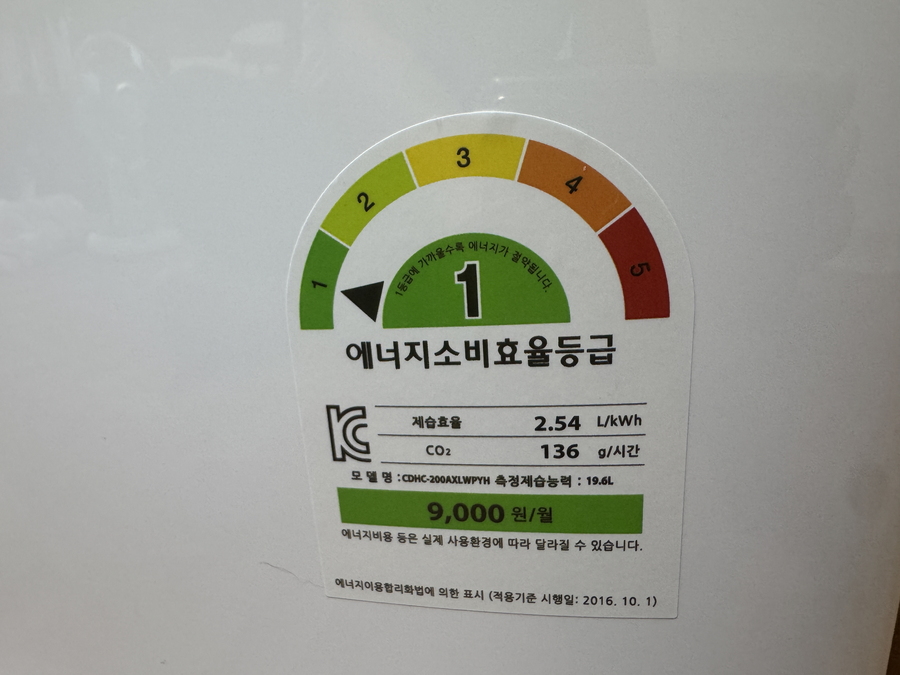 1 2 3 4 5
1등급에 가까울수록 에너지가 절약됩니다.
1
에너지소비효율등급
제습효율 2.54 L/kWh
CO₂ 136 g/시간
모델명 : CDHC-200AXLWPYH 측정제습능력 : 19.6L
9,000 원/월
에너지비용 등은 실제 사용환경에 따라 달라질 수 있습니다.
에너지이용합리화법에 의한 표시 (적용기준 시행일: 2016. 10. 1)